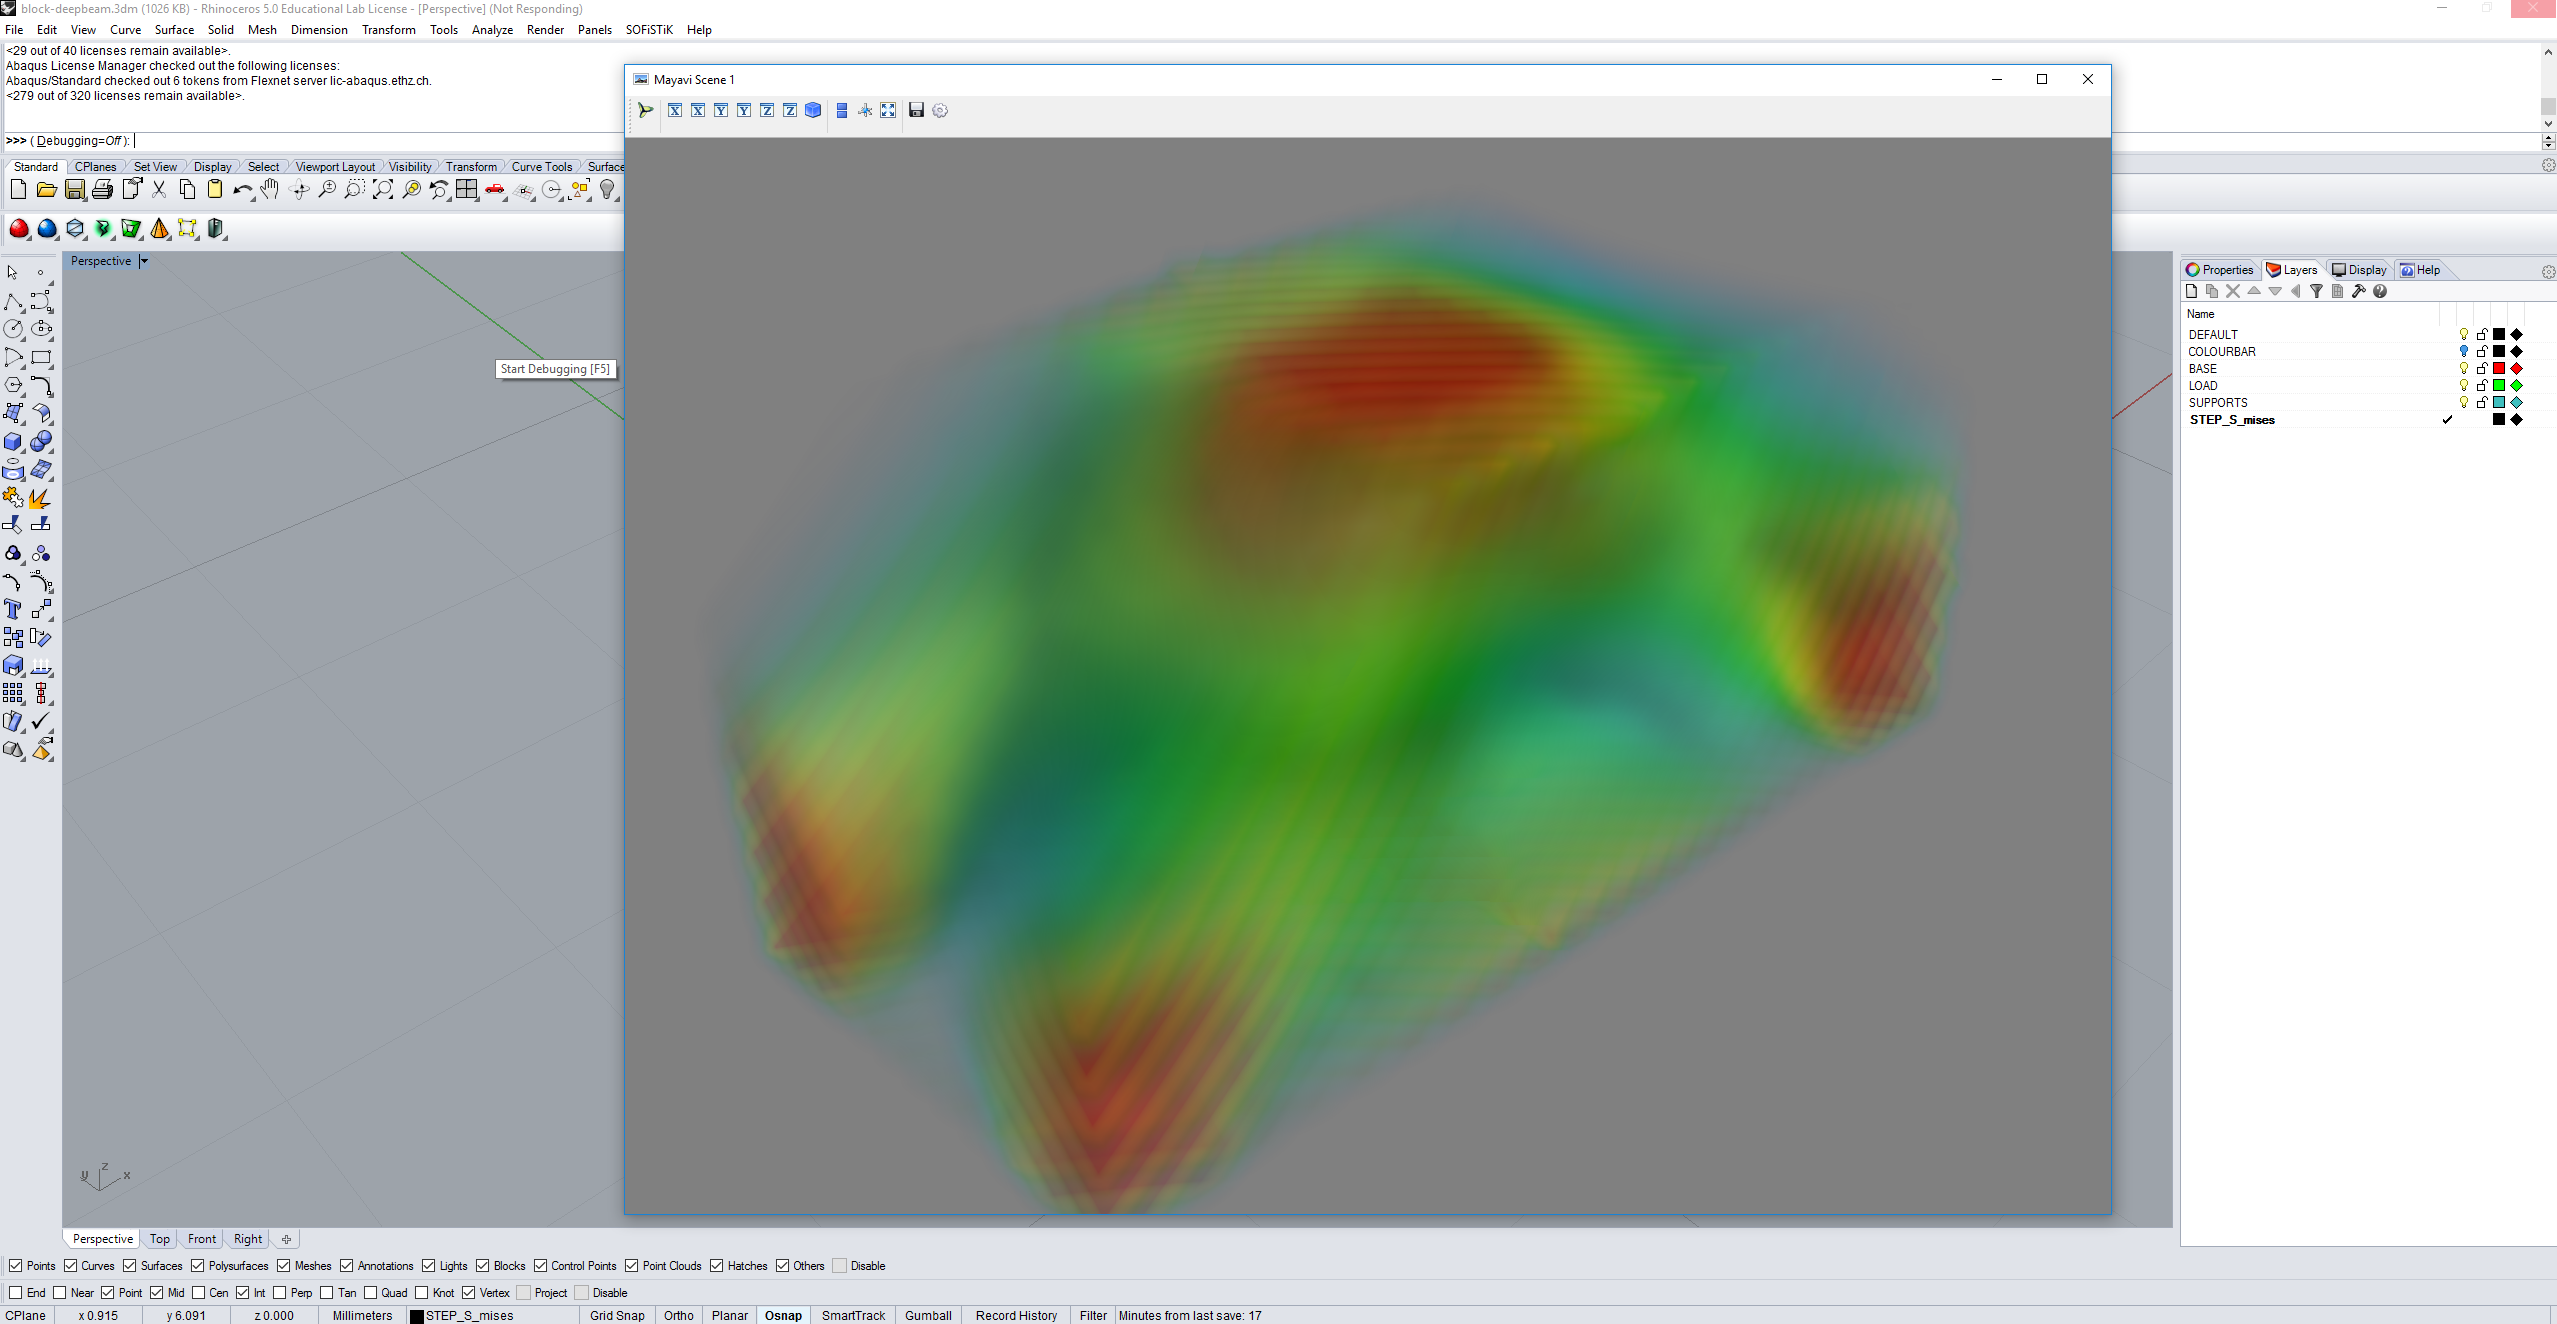 block-deepbeam.3dm (1026 KB) - Rhinoceros 5.0 Educational Lab License - [Perspective] (Not Responding)
File Edit View Curve Surface Solid Mesh Dimension Transform Tools Analyze Render Panels SOFiSTiK Help
<29 out of 40 licenses remain available>.
Abaqus License Manager checked out the following licenses:
Abaqus/Standard checked out 6 tokens from Flexnet server lic-abaqus.ethz.ch.
<279 out of 320 licenses remain available>.
>>> ( Debugging=Off ):
Mayavi Scene 1
X X Y Y Z Z
Standard CPlanes Set View Display Select Viewport Layout Visibility Transform Curve Tools Surface
Perspective
Start Debugging [F5]
Properties Layers Display Help
Name
DEFAULT
COLOURBAR
BASE
LOAD
SUPPORTS
STEP_S_mises
z
y x
Perspective Top Front Right
Points Curves Surfaces Polysurfaces Meshes Annotations Lights Blocks Control Points Point Clouds Hatches Others Disable
End Near Point Mid Cen Int Perp Tan Quad Knot Vertex Project Disable
CPlane x 0.915 y 6.091 z 0.000 Millimeters STEP_S_mises Grid Snap Ortho Planar Osnap SmartTrack Gumball Record History Filter Minutes from last save: 17